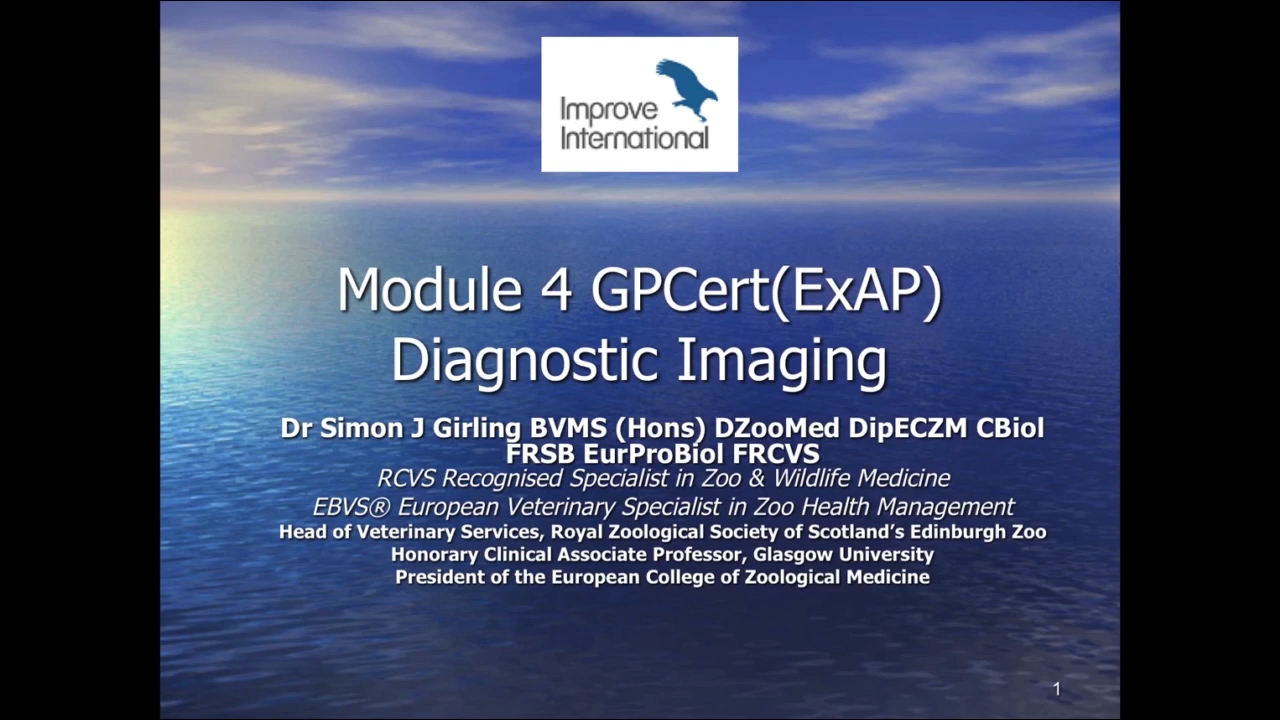 Improve
International
Module 4 GPCert(ExAP)
Diagnostic Imaging
Dr Simon J Girling BVMS (Hons) DZooMed DipECZM CBiol
FRSB EurProBiol FRCVS
RCVS Recognised Specialist in Zoo & Wildlife Medicine
EBVS® European Veterinary Specialist in Zoo Health Management
Head of Veterinary Services, Royal Zoological Society of Scotland’s Edinburgh Zoo
Honorary Clinical Associate Professor, Glasgow University
President of the European College of Zoological Medicine
1